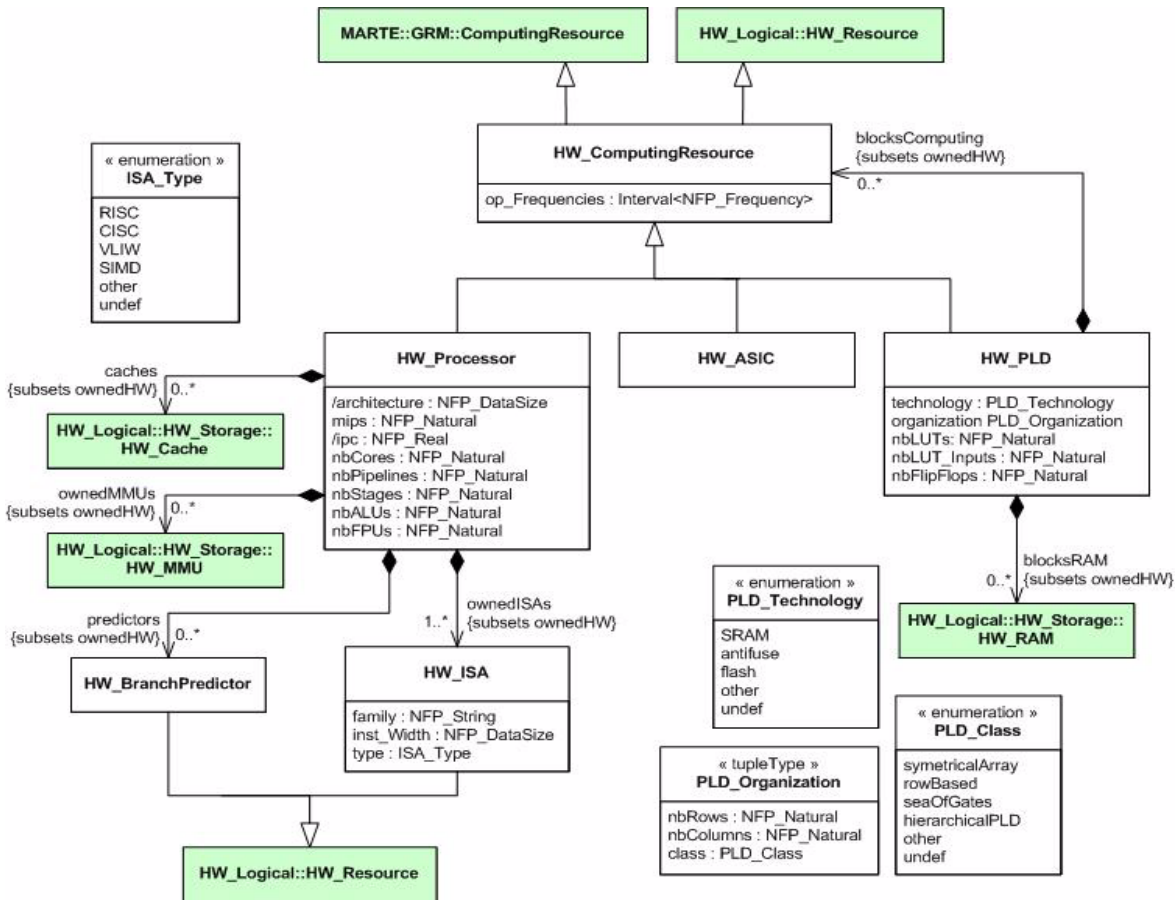 MARTE::GRM::ComputingResource
HW_Logical::HW_Resource
HW_ComputingResource
op_Frequencies : Interval<NFP_Frequency>
blocksComputing
{subsets ownedHW}
0..*
« enumeration »
ISA_Type
RISC
CISC
VLIW
SIMD
other
undef
HW_Processor
/architecture : NFP_DataSize
mips : NFP_Natural
/ipc : NFP_Real
nbCores : NFP_Natural
nbPipelines : NFP_Natural
nbStages : NFP_Natural
nbALUs : NFP_Natural
nbFPUs : NFP_Natural
HW_ASIC
HW_PLD
technology : PLD_Technology
organization PLD_Organization
nbLUTs: NFP_Natural
nbLUT_Inputs : NFP_Natural
nbFlipFlops : NFP_Natural
caches
{subsets ownedHW}
0..*
HW_Logical::HW_Storage::
HW_Cache
ownedMMUs
{subsets ownedHW}
0..*
HW_Logical::HW_Storage::
HW_MMU
predictors
{subsets ownedHW}
0..*
HW_BranchPredictor
ownedISAs
{subsets ownedHW}
1..*
HW_ISA
family : NFP_String
inst_Width : NFP_DataSize
type : ISA_Type
HW_Logical::HW_Resource
blocksRAM
{subsets ownedHW}
0..*
HW_Logical::HW_Storage::
HW_RAM
« enumeration »
PLD_Technology
SRAM
antifuse
flash
other
undef
« tupleType »
PLD_Organization
nbRows : NFP_Natural
nbColumns : NFP_Natural
class : PLD_Class
« enumeration »
PLD_Class
symetricalArray
rowBased
seaOfGates
hierarchicalPLD
other
undef